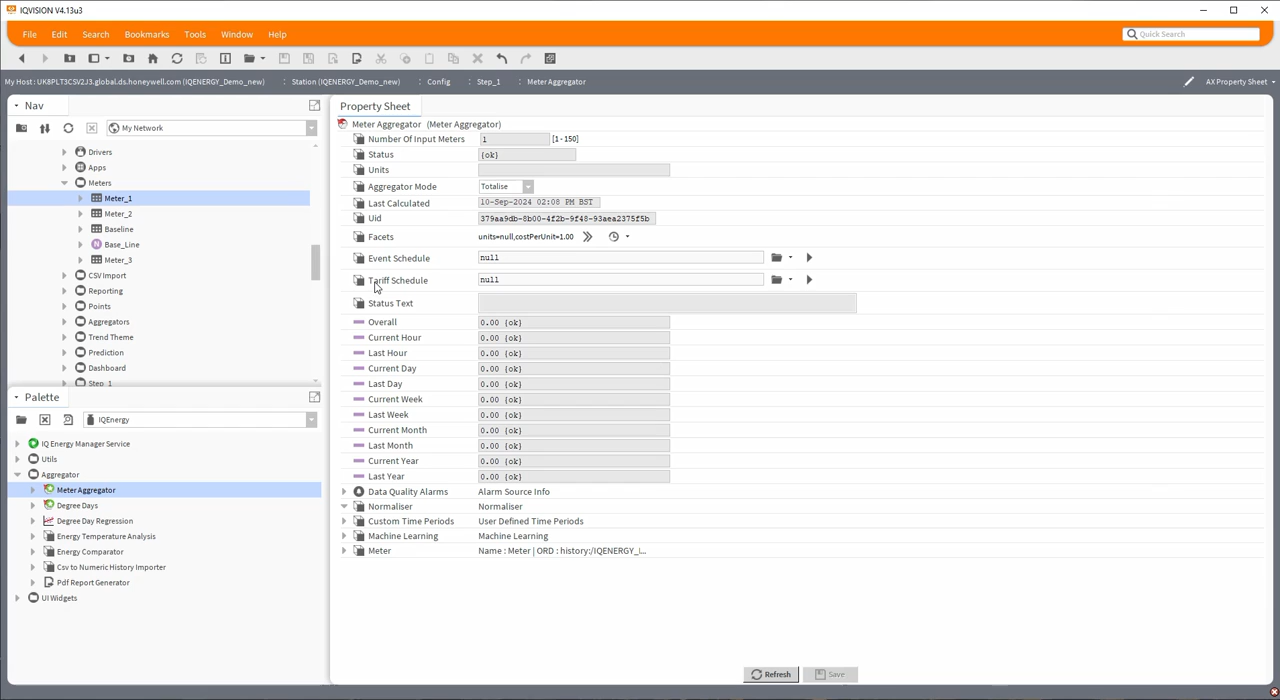 IQVISION V4.13u3
File Edit Search Bookmarks Tools Window Help
Quick Search
My Host : UK8PLT3CSV2J3.global.ds.honeywell.com (IQENERGY_Demo_new) : Station (IQENERGY_Demo_new) : Config : Step_1 : Meter Aggregator
AX Property Sheet
Nav
My Network
Drivers
Apps
Meters
Meter_1
Meter_2
Baseline
Base_Line
Meter_3
CSV Import
Reporting
Points
Aggregators
Trend Theme
Prediction
Dashboard
Step_1
Palette
IQEnergy
IQ Energy Manager Service
Utils
Aggregator
Meter Aggregator
Degree Days
Degree Day Regression
Energy Temperature Analysis
Energy Comparator
Csv to Numeric History Importer
Pdf Report Generator
UI Widgets
Property Sheet
Meter Aggregator (Meter Aggregator)
Number Of Input Meters 1 [1 - 150]
Status {ok}
Units
Aggregator Mode Totalise
Last Calculated 10-Sep-2024 02:08 PM BST
Uid 379aa9db-8b00-4f2b-9f48-93aea2375f5b
Facets units=null,costPerUnit=1.00
Event Schedule null
Tariff Schedule null
Status Text
Overall 0.00 {ok}
Current Hour 0.00 {ok}
Last Hour 0.00 {ok}
Current Day 0.00 {ok}
Last Day 0.00 {ok}
Current Week 0.00 {ok}
Last Week 0.00 {ok}
Current Month 0.00 {ok}
Last Month 0.00 {ok}
Current Year 0.00 {ok}
Last Year 0.00 {ok}
Data Quality Alarms Alarm Source Info
Normaliser Normaliser
Custom Time Periods User Defined Time Periods
Machine Learning Machine Learning
Meter Name : Meter | ORD : history:/IQENERGY_I...
Refresh Save